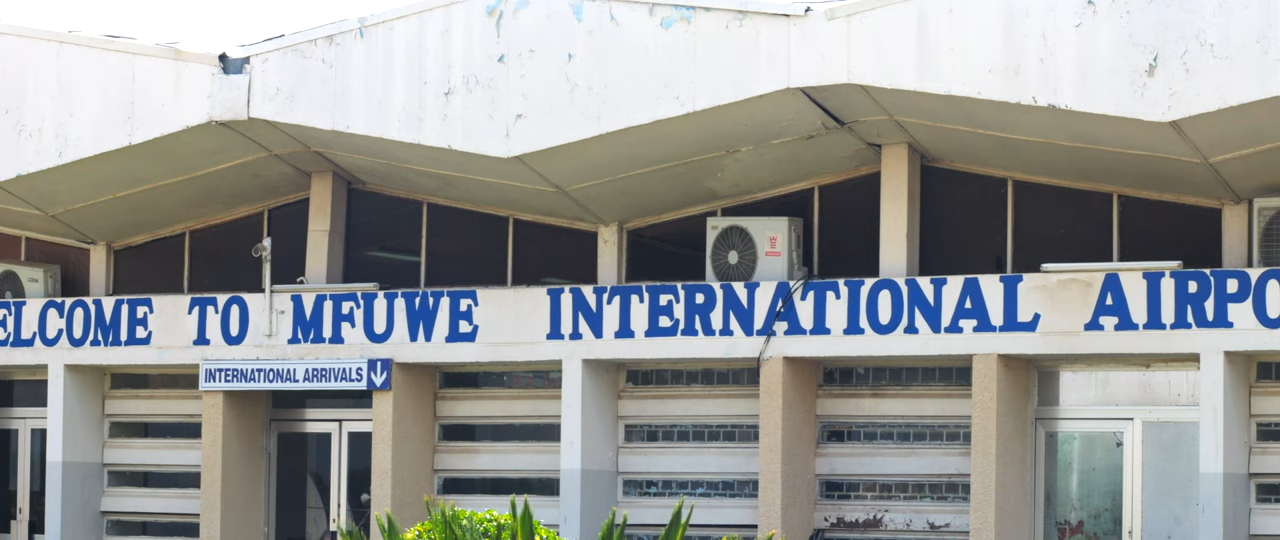 ELCOME TO MFUWE INTERNATIONAL AIRPO
INTERNATIONAL ARRIVALS